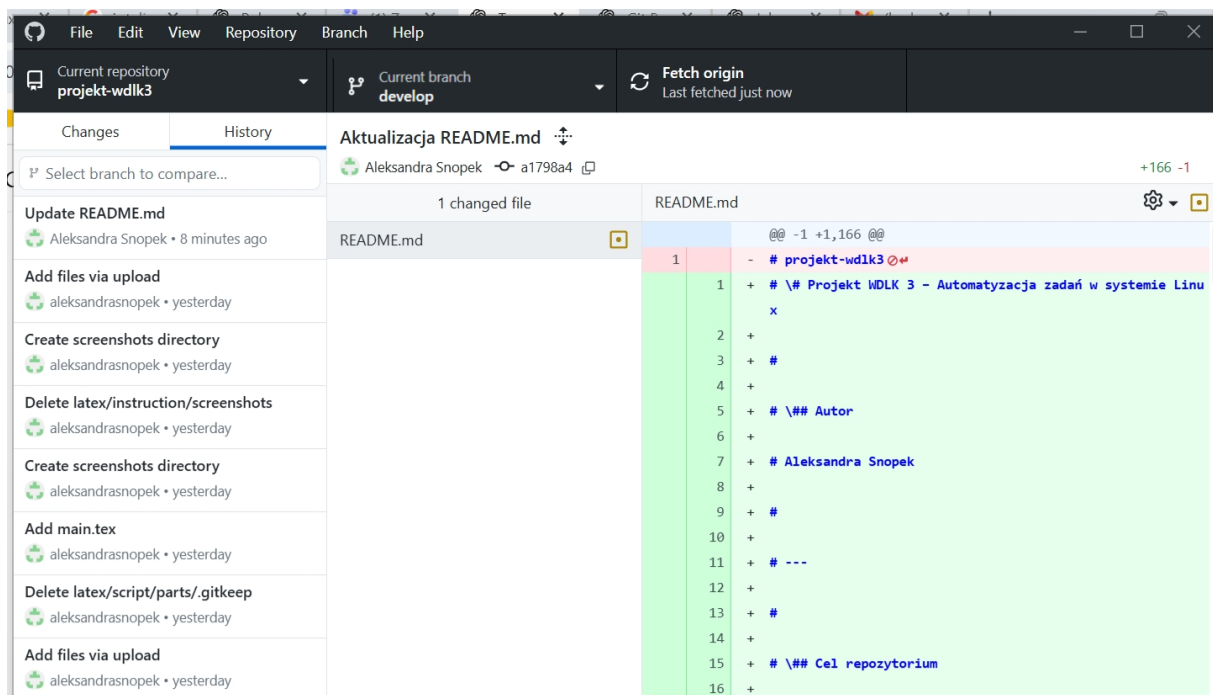 File Edit View Repository Branch Help
Current repository
projekt-wdlk3
Current branch
develop
Fetch origin
Last fetched just now
Changes History
Select branch to compare...
Update README.md
Aleksandra Snopek • 8 minutes ago
Add files via upload
aleksandrasnopek • yesterday
Create screenshots directory
aleksandrasnopek • yesterday
Delete latex/instruction/screenshots
aleksandrasnopek • yesterday
Create screenshots directory
aleksandrasnopek • yesterday
Add main.tex
aleksandrasnopek • yesterday
Delete latex/script/parts/.gitkeep
aleksandrasnopek • yesterday
Add files via upload
aleksandrasnopek • yesterday
Aktualizacja README.md
Aleksandra Snopek a1798a4
+166 -1
1 changed file
README.md
README.md
@@ -1 +1,166 @@
1 - # projekt-wdlk3
1 + # \# Projekt WDLK 3 – Automatyzacja zadań w systemie Linu
x
2 +
3 + #
4 +
5 + # \## Autor
6 +
7 + # Aleksandra Snopek
8 +
9 + #
10 +
11 + # ---
12 +
13 + #
14 +
15 + # \## Cel repozytorium
16 +